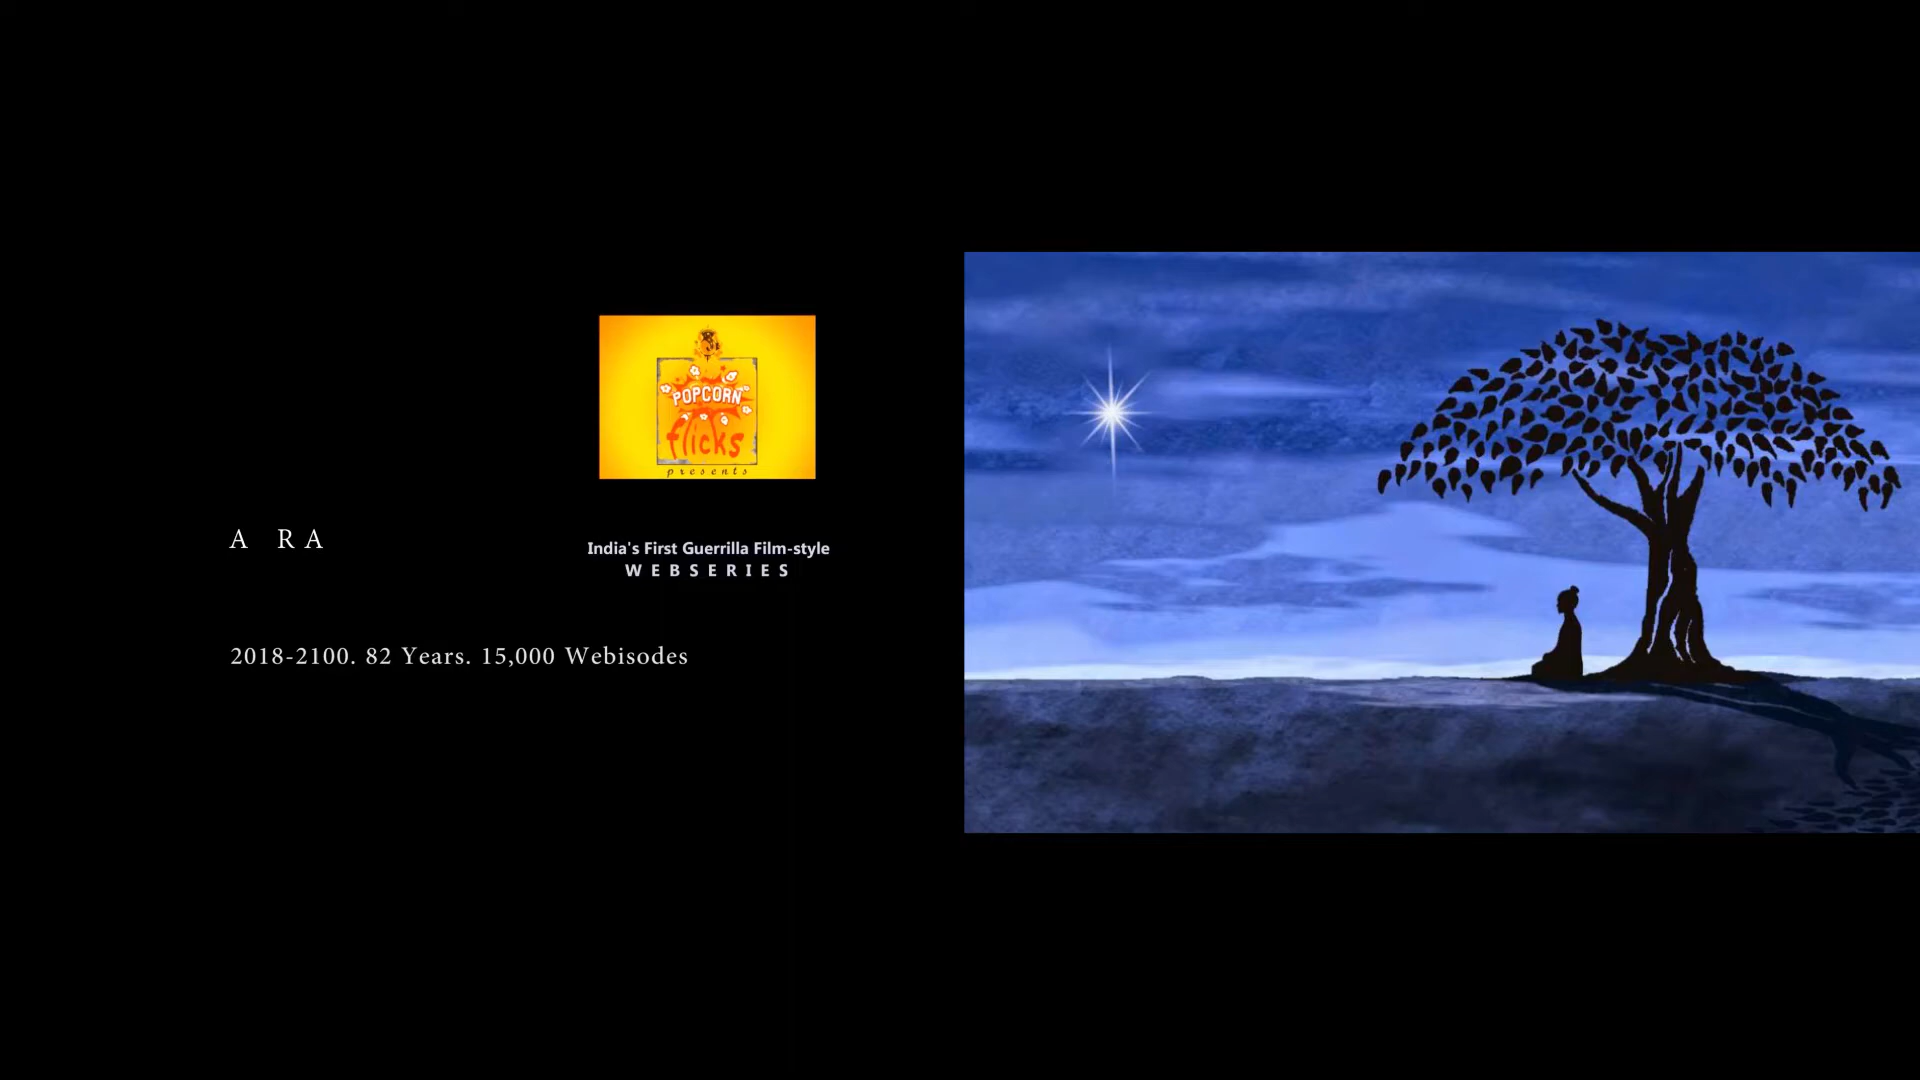 POPCORN
flicks
presents
A RA
India's First Guerrilla Film-style
WEBSERIES
2018-2100. 82 Years. 15,000 Webisodes